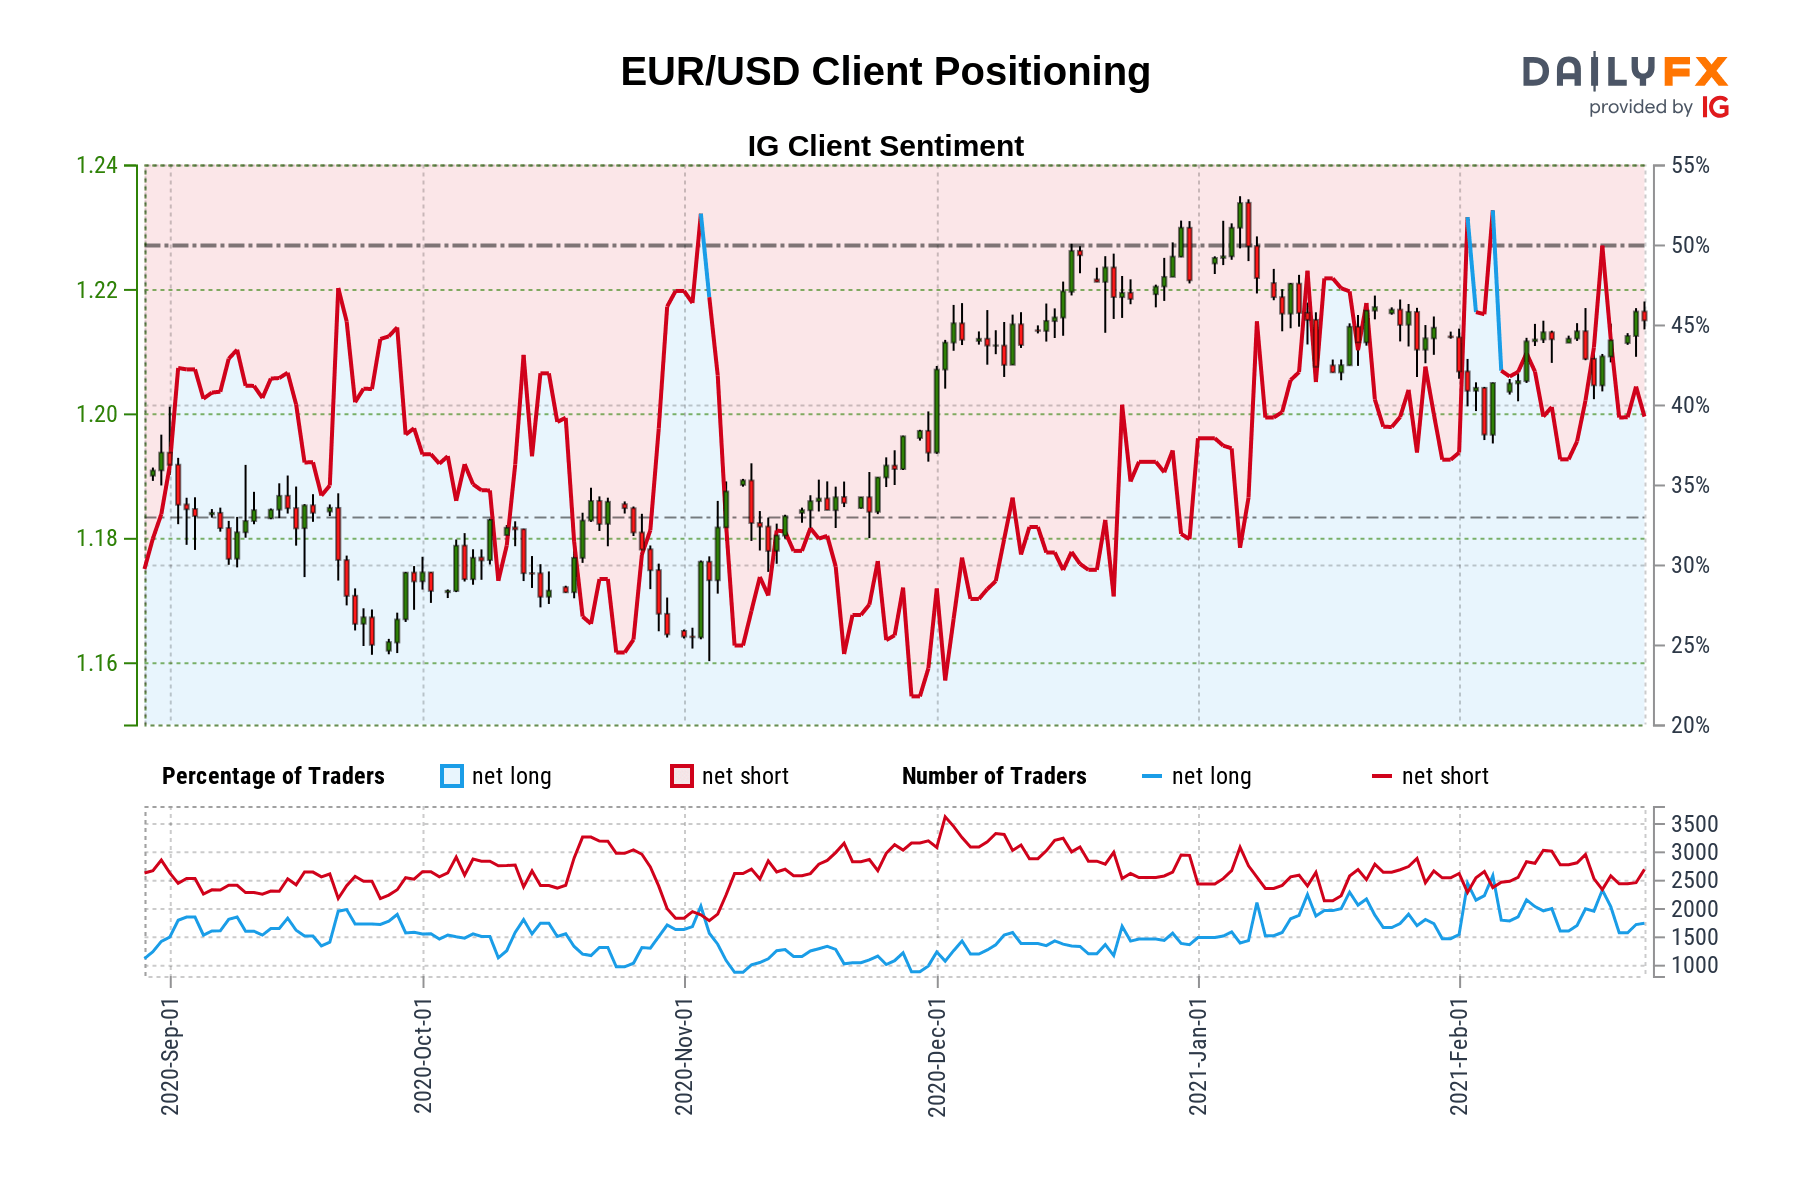 EUR/USD Client Positioning
DAILYFX
provided by IG
IG Client Sentiment
1.24
1.22
1.20
1.18
1.16
55%
50%
45%
40%
35%
30%
25%
20%
Percentage of Traders net long net short Number of Traders net long net short
3500
3000
2500
2000
1500
1000
2020-Sep-01
2020-Oct-01
2020-Nov-01
2020-Dec-01
2021-Jan-01
2021-Feb-01